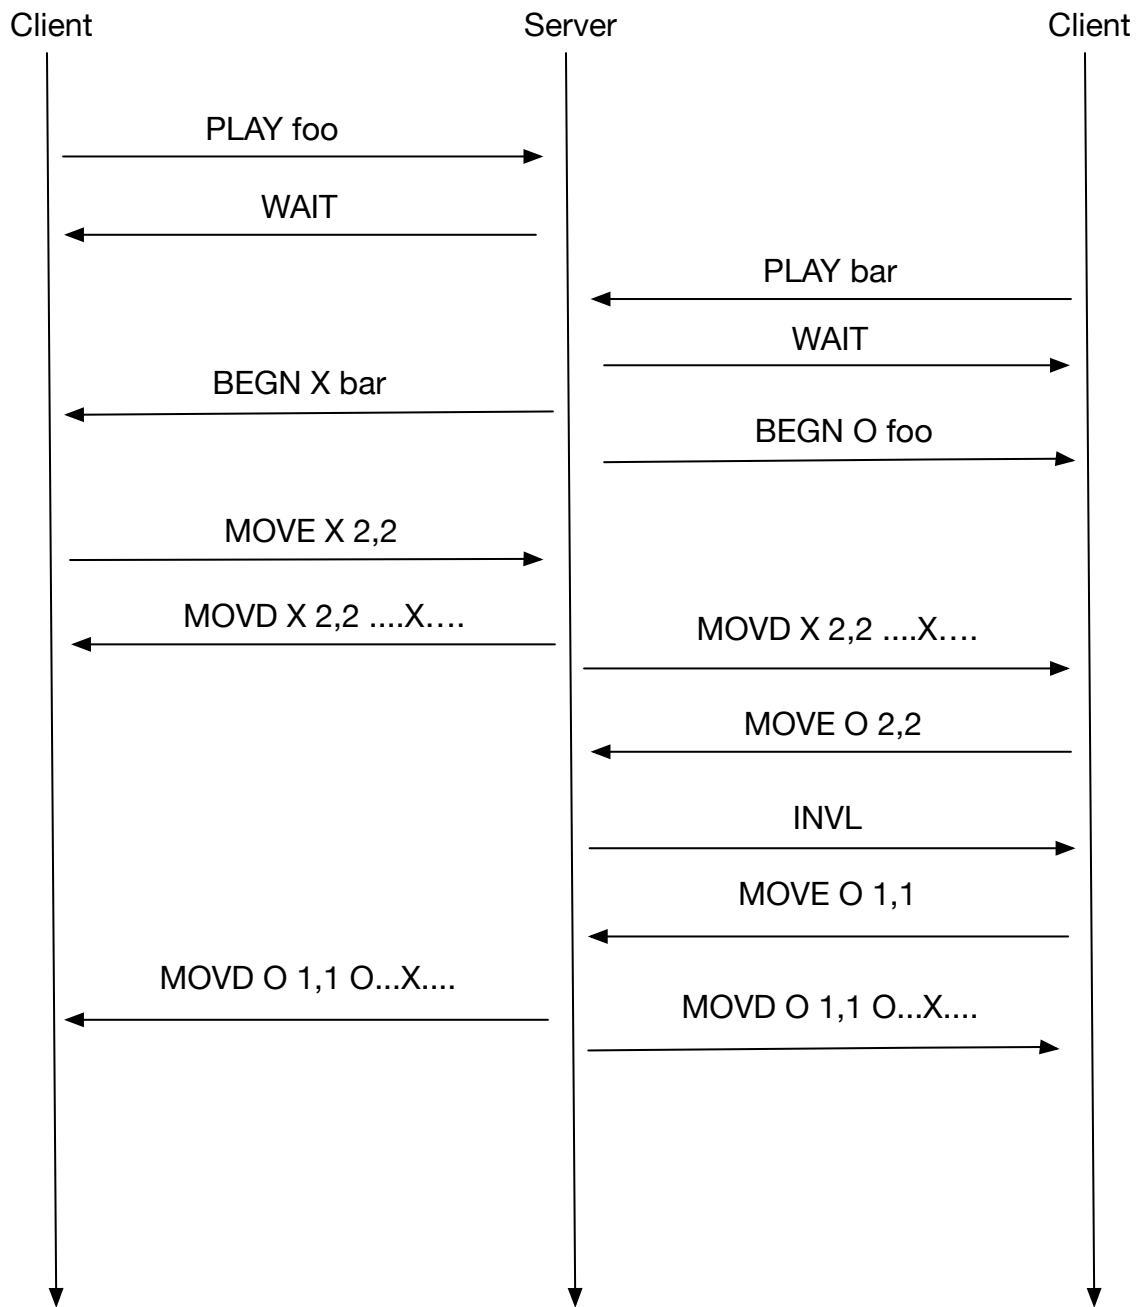 Client
Server
Client
PLAY foo
WAIT
PLAY bar
WAIT
BEGN X bar
BEGN O foo
MOVE X 2,2
MOVD X 2,2 ....X....
MOVD X 2,2 ....X....
MOVE O 2,2
INVL
MOVE O 1,1
MOVD O 1,1 O...X....
MOVD O 1,1 O...X....